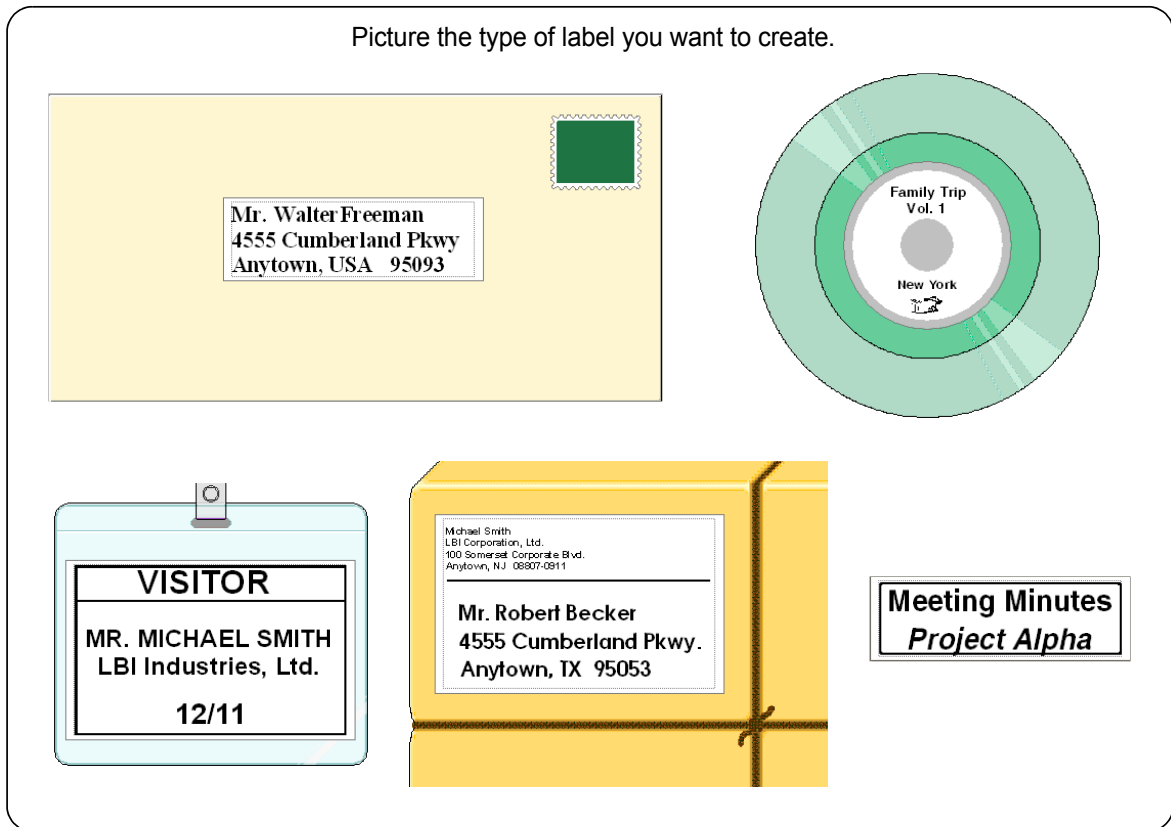 Picture the type of label you want to create.
Mr. Walter Freeman
4555 Cumberland Pkwy
Anytown, USA 95093
Family Trip
Vol. 1
New York
VISITOR
MR. MICHAEL SMITH
LBI Industries, Ltd.
12/11
Michael Smith
LBI Corporation, Ltd.
100 Somerset Corporate Blvd.
Anytown, NJ 08807-0911
Mr. Robert Becker
4555 Cumberland Pkwy.
Anytown, TX 95053
Meeting Minutes
Project Alpha